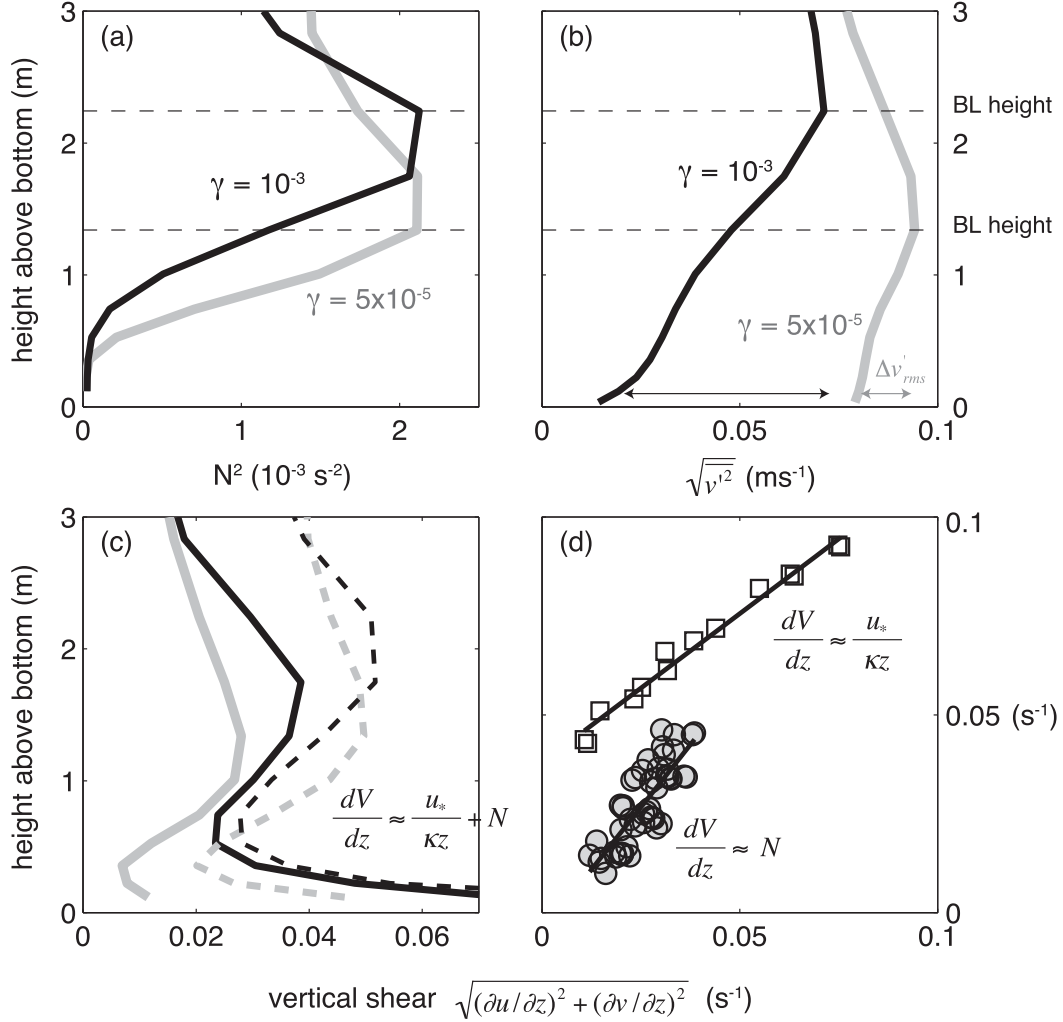 (a)
3
2
1
0
height above bottom (m)
γ = 10⁻³
γ = 5x10⁻⁵
0 1 2
N² (10⁻³ s⁻²)
(b)
3
BL height
2
BL height
1
0
γ = 10⁻³
γ = 5x10⁻⁵
Δv'rms
0 0.05 0.1
√v'² (ms⁻¹)
(c)
3
2
1
0
height above bottom (m)
dV/dz ≈ u*/κz + N
0 0.02 0.04 0.06
(d)
0.1
0.05 (s⁻¹)
0
dV/dz ≈ u*/κz
dV/dz ≈ N
0 0.05 0.1
vertical shear √(∂u/∂z)² + (∂v/∂z)² (s⁻¹)